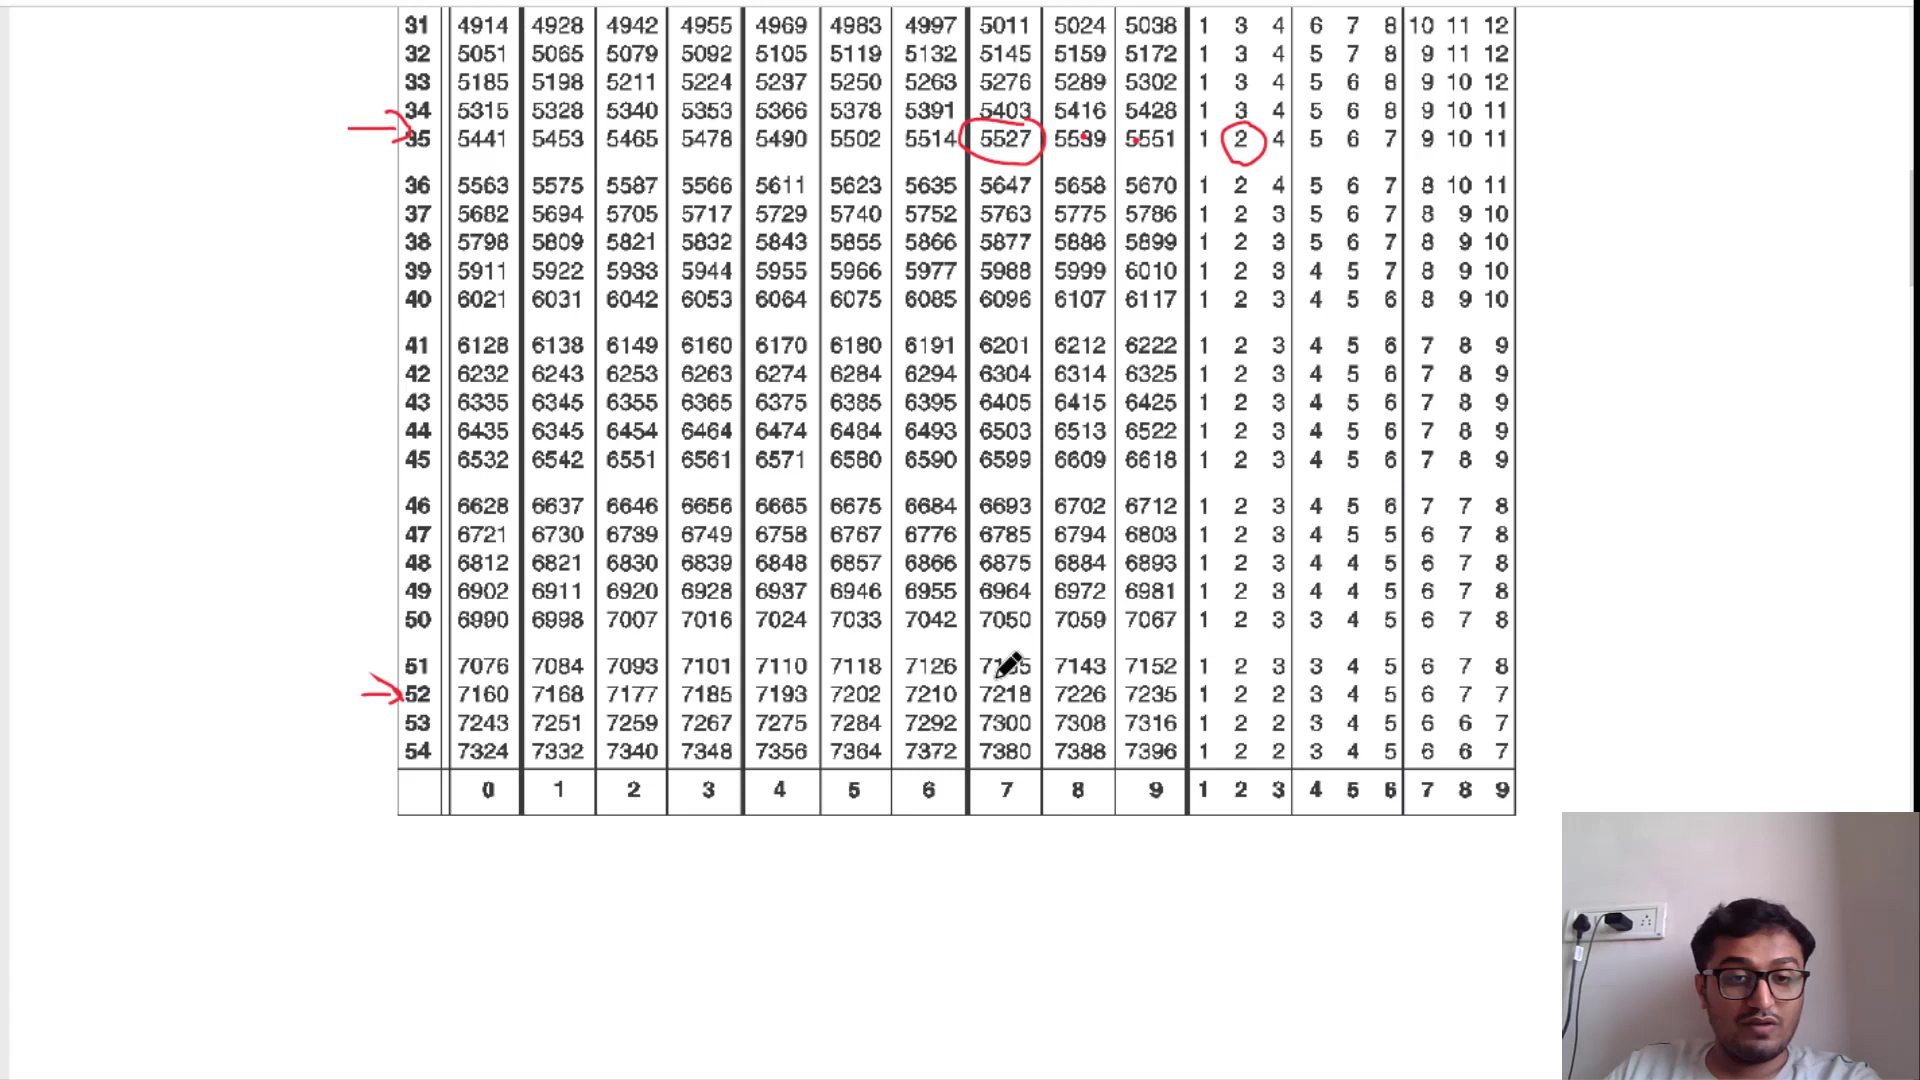 31 4914 4928 4942 4955 4969 4983 4997 5011 5024 5038 1 3 4 6 7 8 10 11 12
32 5051 5065 5079 5092 5105 5119 5132 5145 5159 5172 1 3 4 5 7 8 9 11 12
33 5185 5198 5211 5224 5237 5250 5263 5276 5289 5302 1 3 4 5 6 8 9 10 12
34 5315 5328 5340 5353 5366 5378 5391 5403 5416 5428 1 3 4 5 6 8 9 10 11
35 5441 5453 5465 5478 5490 5502 5514 5527 5539 5551 1 2 4 5 6 7 9 10 11
36 5563 5575 5587 5566 5611 5623 5635 5647 5658 5670 1 2 4 5 6 7 8 10 11
37 5682 5694 5705 5717 5729 5740 5752 5763 5775 5786 1 2 3 5 6 7 8 9 10
38 5798 5809 5821 5832 5843 5855 5866 5877 5888 5899 1 2 3 5 6 7 8 9 10
39 5911 5922 5933 5944 5955 5966 5977 5988 5999 6010 1 2 3 4 5 7 8 9 10
40 6021 6031 6042 6053 6064 6075 6085 6096 6107 6117 1 2 3 4 5 6 8 9 10
41 6128 6138 6149 6160 6170 6180 6191 6201 6212 6222 1 2 3 4 5 6 7 8 9
42 6232 6243 6253 6263 6274 6284 6294 6304 6314 6325 1 2 3 4 5 6 7 8 9
43 6335 6345 6355 6365 6375 6385 6395 6405 6415 6425 1 2 3 4 5 6 7 8 9
44 6435 6345 6454 6464 6474 6484 6493 6503 6513 6522 1 2 3 4 5 6 7 8 9
45 6532 6542 6551 6561 6571 6580 6590 6599 6609 6618 1 2 3 4 5 6 7 8 9
46 6628 6637 6646 6656 6665 6675 6684 6693 6702 6712 1 2 3 4 5 6 7 7 8
47 6721 6730 6739 6749 6758 6767 6776 6785 6794 6803 1 2 3 4 5 5 6 7 8
48 6812 6821 6830 6839 6848 6857 6866 6875 6884 6893 1 2 3 4 4 5 6 7 8
49 6902 6911 6920 6928 6937 6946 6955 6964 6972 6981 1 2 3 4 4 5 6 7 8
50 6990 6998 7007 7016 7024 7033 7042 7050 7059 7067 1 2 3 3 4 5 6 7 8
51 7076 7084 7093 7101 7110 7118 7126 7143 7152 1 2 3 3 4 5 6 7 8
52 7160 7168 7177 7185 7193 7202 7210 7218 7226 7235 1 2 2 3 4 5 6 7 7
53 7243 7251 7259 7267 7275 7284 7292 7300 7308 7316 1 2 2 3 4 5 6 6 7
54 7324 7332 7340 7348 7356 7364 7372 7380 7388 7396 1 2 2 3 4 5 6 6 7
0 1 2 3 4 5 6 7 8 9 1 2 3 4 5 6 7 8 9